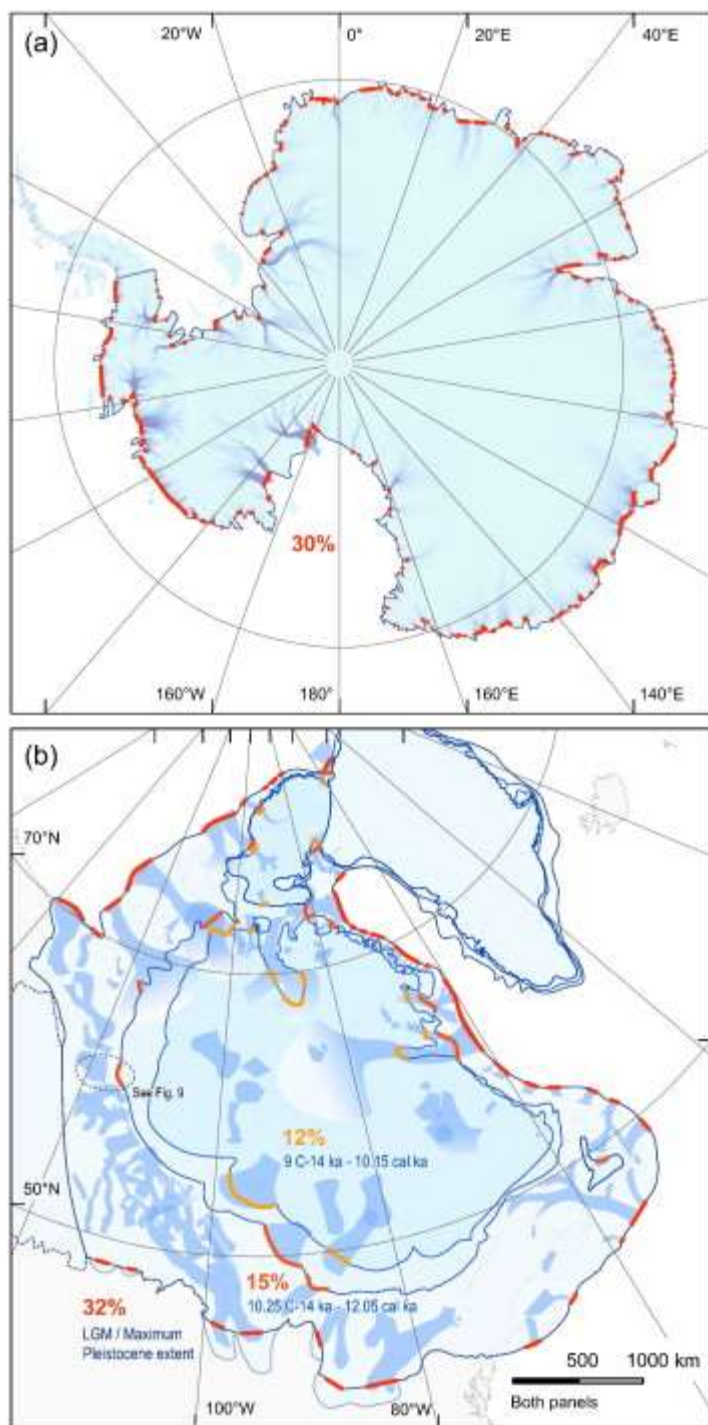 (a)
20°W
0°
20°E
40°E
30%
160°W
180°
160°E
140°E
(b)
70°N
See Fig. 9
12%
9 C-14 ka - 10.15 cal ka
50°N
15%
10.25 C-14 ka - 12.05 cal ka
32%
LGM / Maximum
Pleistocene extent
500 1000 km
Both panels
100°W
80°W